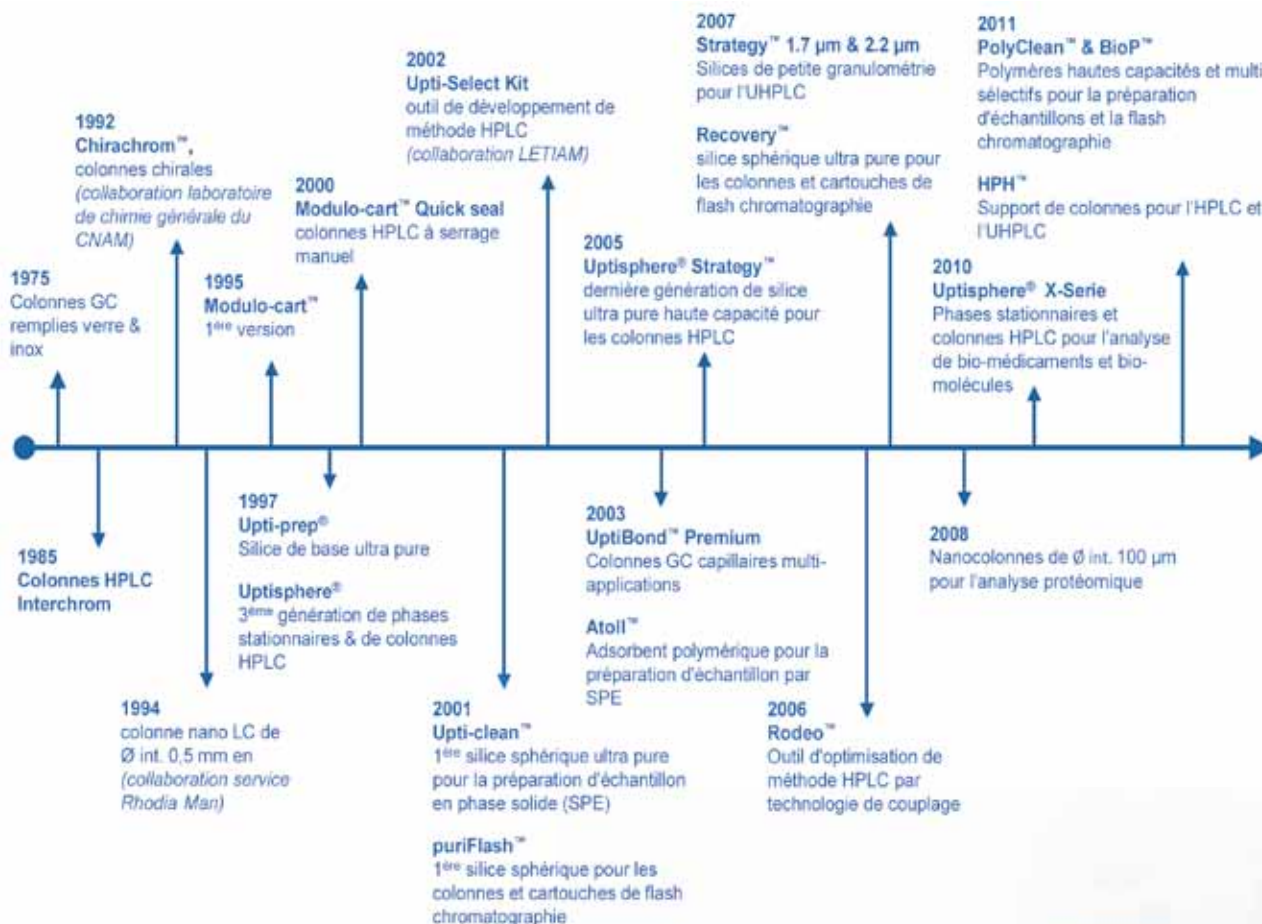 1975
Colonnes GC
remplies verre &
inox
1985
Colonnes HPLC
Interchrom
1992
Chirachrom™,
colonnes chirales
(collaboration laboratoire
de chimie générale du
CNAM)
1994
colonne nano LC de
Ø int. 0,5 mm en
(collaboration service
Rhodia Man)
1995
Modulo-cart™
1ère version
1997
Upti-prep®
Silice de base ultra pure
Uptisphere®
3ème génération de phases
stationnaires & de colonnes
HPLC
2000
Modulo-cart™ Quick seal
colonnes HPLC à serrage
manuel
2001
Upti-clean™
1ère silice sphérique ultra pure
pour la préparation d'échantillon
en phase solide (SPE)
puriFlash™
1ère silice sphérique pour les
colonnes et cartouches de flash
chromatographie
2002
Upti-Select Kit
outil de développement de
méthode HPLC
(collaboration LETIAM)
2003
UptiBond™ Premium
Colonnes GC capillaires multi-
applications
Atoll™
Adsorbent polymérique pour la
préparation d'échantillon par
SPE
2005
Uptisphere® Strategy™
dernière génération de silice
ultra pure haute capacité pour
les colonnes HPLC
2006
Rodeo™
Outil d'optimisation de
méthode HPLC par
technologie de couplage
2007
Strategy™ 1.7 µm & 2.2 µm
Silices de petite granulométrie
pour l'UHPLC
Recovery™
silice sphérique ultra pure pour
les colonnes et cartouches de
flash chromatographie
2008
Nanocolonnes de Ø int. 100 µm
pour l'analyse protéomique
2010
Uptisphere® X-Serie
Phases stationnaires et
colonnes HPLC pour l'analyse
de bio-médicaments et bio-
molécules
2011
PolyClean™ & BioP™
Polymères hautes capacités et multi
sélectifs pour la préparation
d'échantillons et la flash
chromatographie
HPH™
Support de colonnes pour l'HPLC et
l'UHPLC